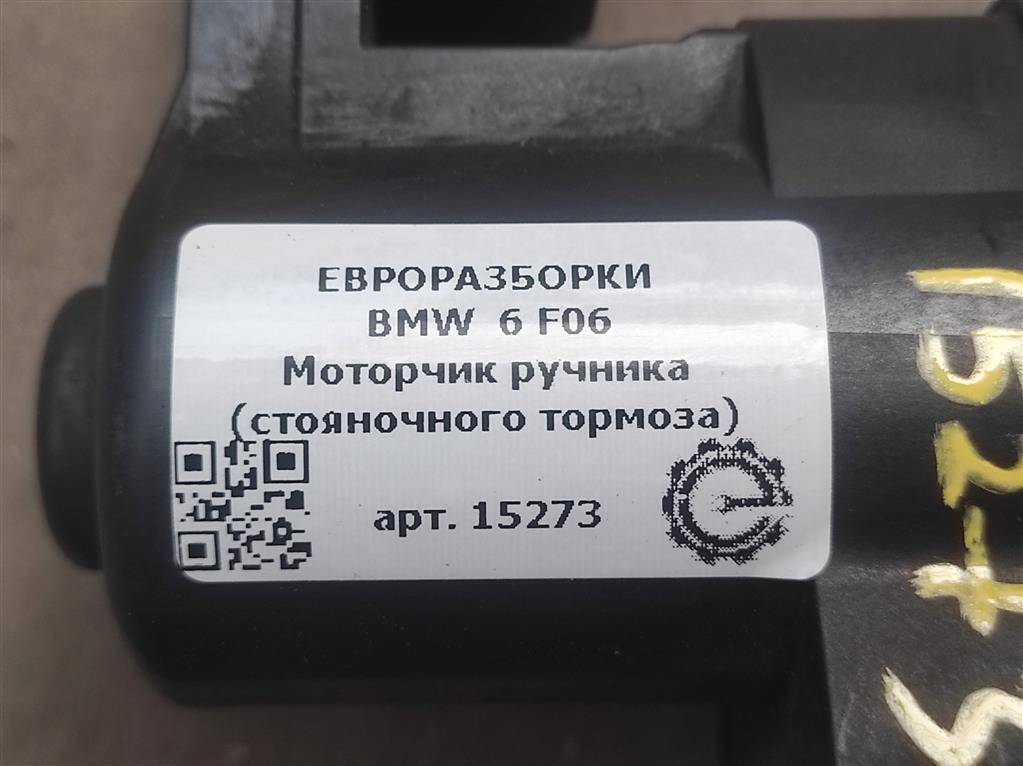 ЕВРОРАЗБОРКИ
BMW 6 F06
Моторчик ручника
(стояночного тормоза)
арт. 15273